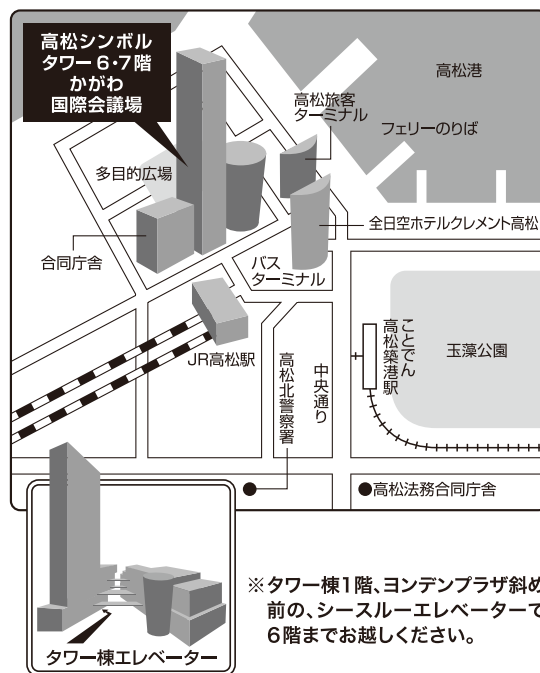 高松シンボル
タワー6・7階
かがわ
国際会議場
高松港
高松旅客
ターミナル
フェリーのりば
多目的広場
全日空ホテルクレメント高松
合同庁舎
バス
ターミナル
JR高松駅
高松北警察署
中央通り
ことでん
高松築港駅
玉藻公園
高松法務合同庁舎
タワー棟エレベーター
※タワー棟1階、ヨンデンプラザ斜め
前の、シースルーエレベーターで
6階までお越しください。